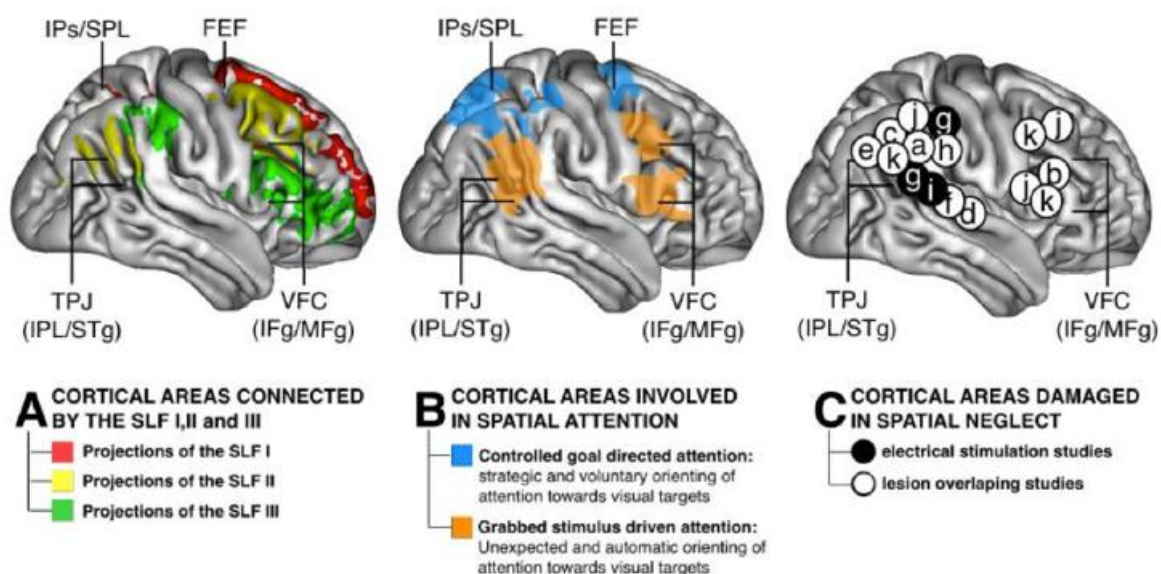 IPs/SPL FEF
TPJ
(IPL/STg)
VFC
(IFg/MFg)
A CORTICAL AREAS CONNECTED
BY THE SLF I,II and III
Projections of the SLF I
Projections of the SLF II
Projections of the SLF III
IPs/SPL FEF
TPJ
(IPL/STg)
VFC
(IFg/MFg)
B CORTICAL AREAS INVOLVED
IN SPATIAL ATTENTION
Controlled goal directed attention:
strategic and voluntary orienting of
attention towards visual targets
Grabbed stimulus driven attention:
Unexpected and automatic orienting of
attention towards visual targets
j g
c a h
e k
g i f d
k j
b
j k
TPJ
(IPL/STg)
VFC
(IFg/MFg)
C CORTICAL AREAS DAMAGED
IN SPATIAL NEGLECT
electrical stimulation studies
lesion overlaping studies